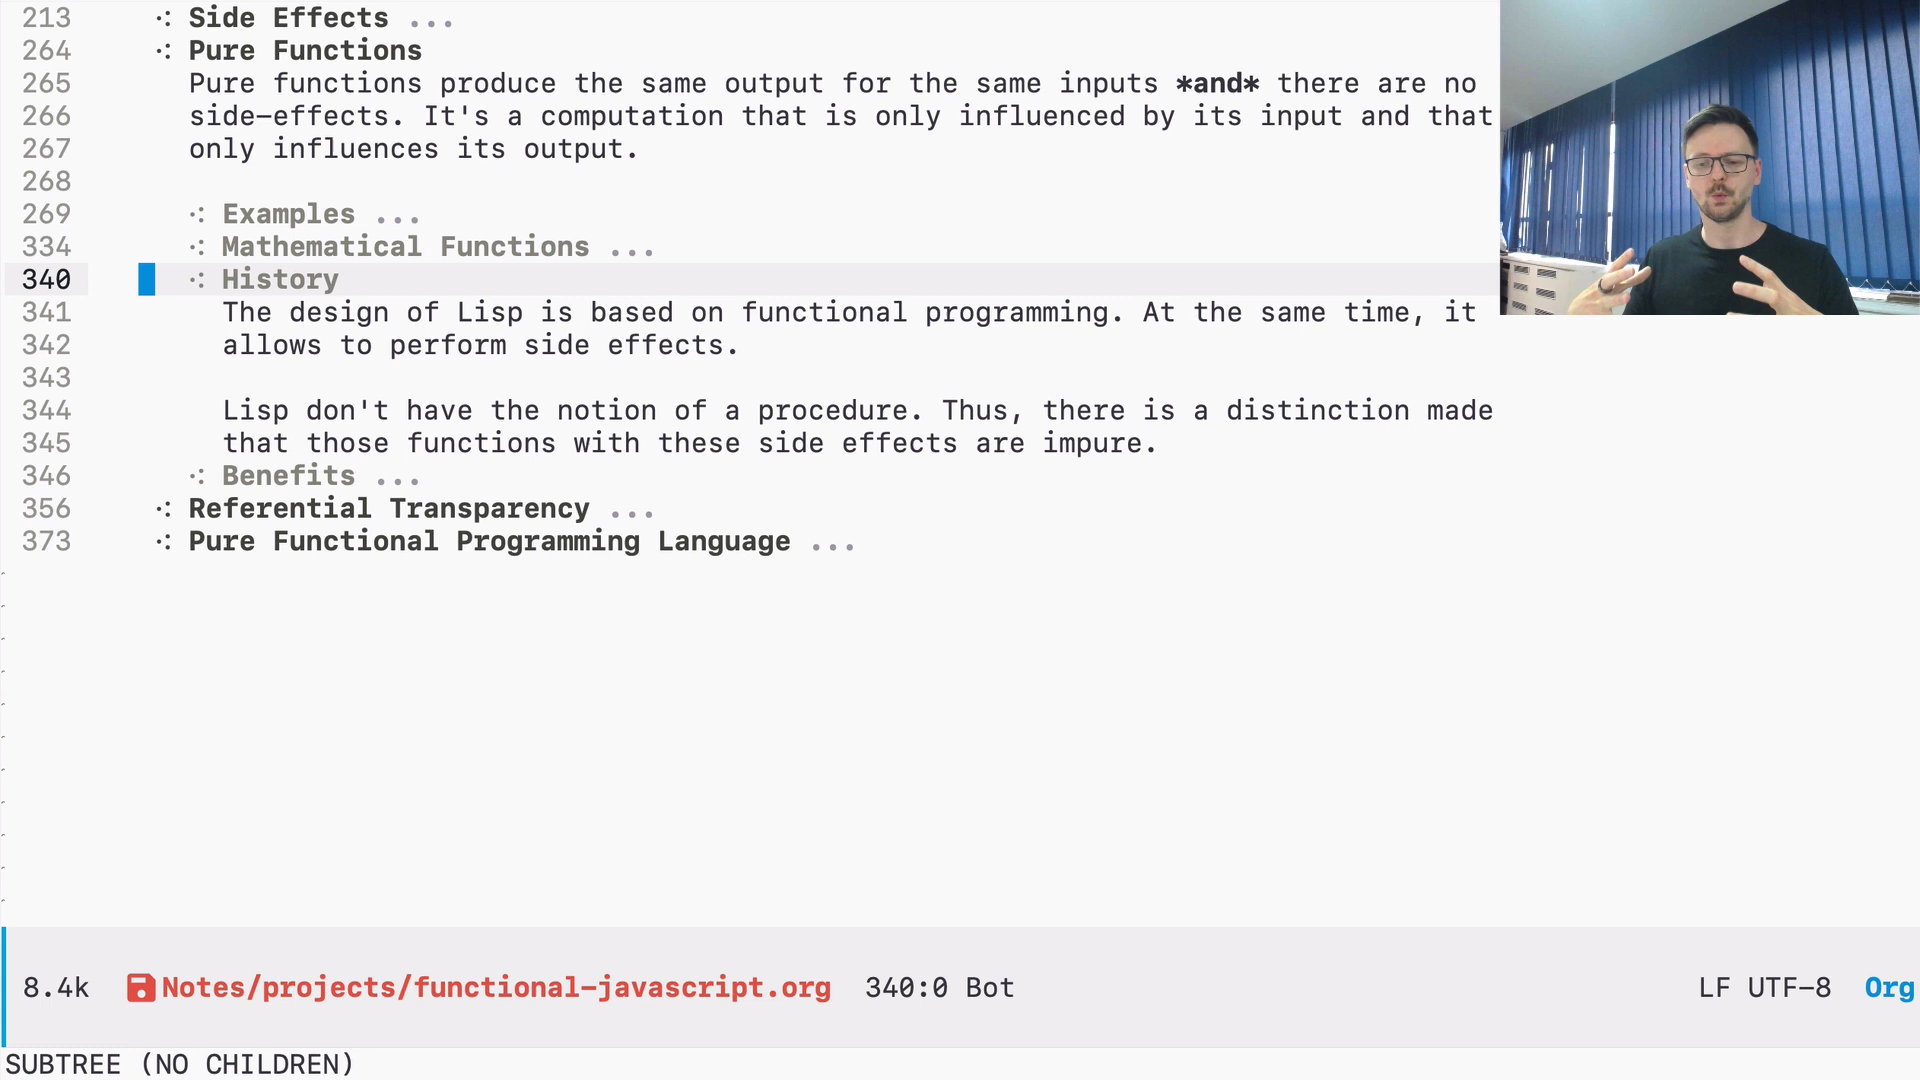 213 Side Effects ...
264 Pure Functions
265 Pure functions produce the same output for the same inputs *and* there are no
266 side-effects. It's a computation that is only influenced by its input and that
267 only influences its output.
268
269 Examples ...
334 Mathematical Functions ...
340 History
341 The design of Lisp is based on functional programming. At the same time, it
342 allows to perform side effects.
343
344 Lisp don't have the notion of a procedure. Thus, there is a distinction made
345 that those functions with these side effects are impure.
346 Benefits ...
356 Referential Transparency ...
373 Pure Functional Programming Language ...
8.4k Notes/projects/functional-javascript.org 340:0 Bot LF UTF-8 Org
SUBTREE (NO CHILDREN)